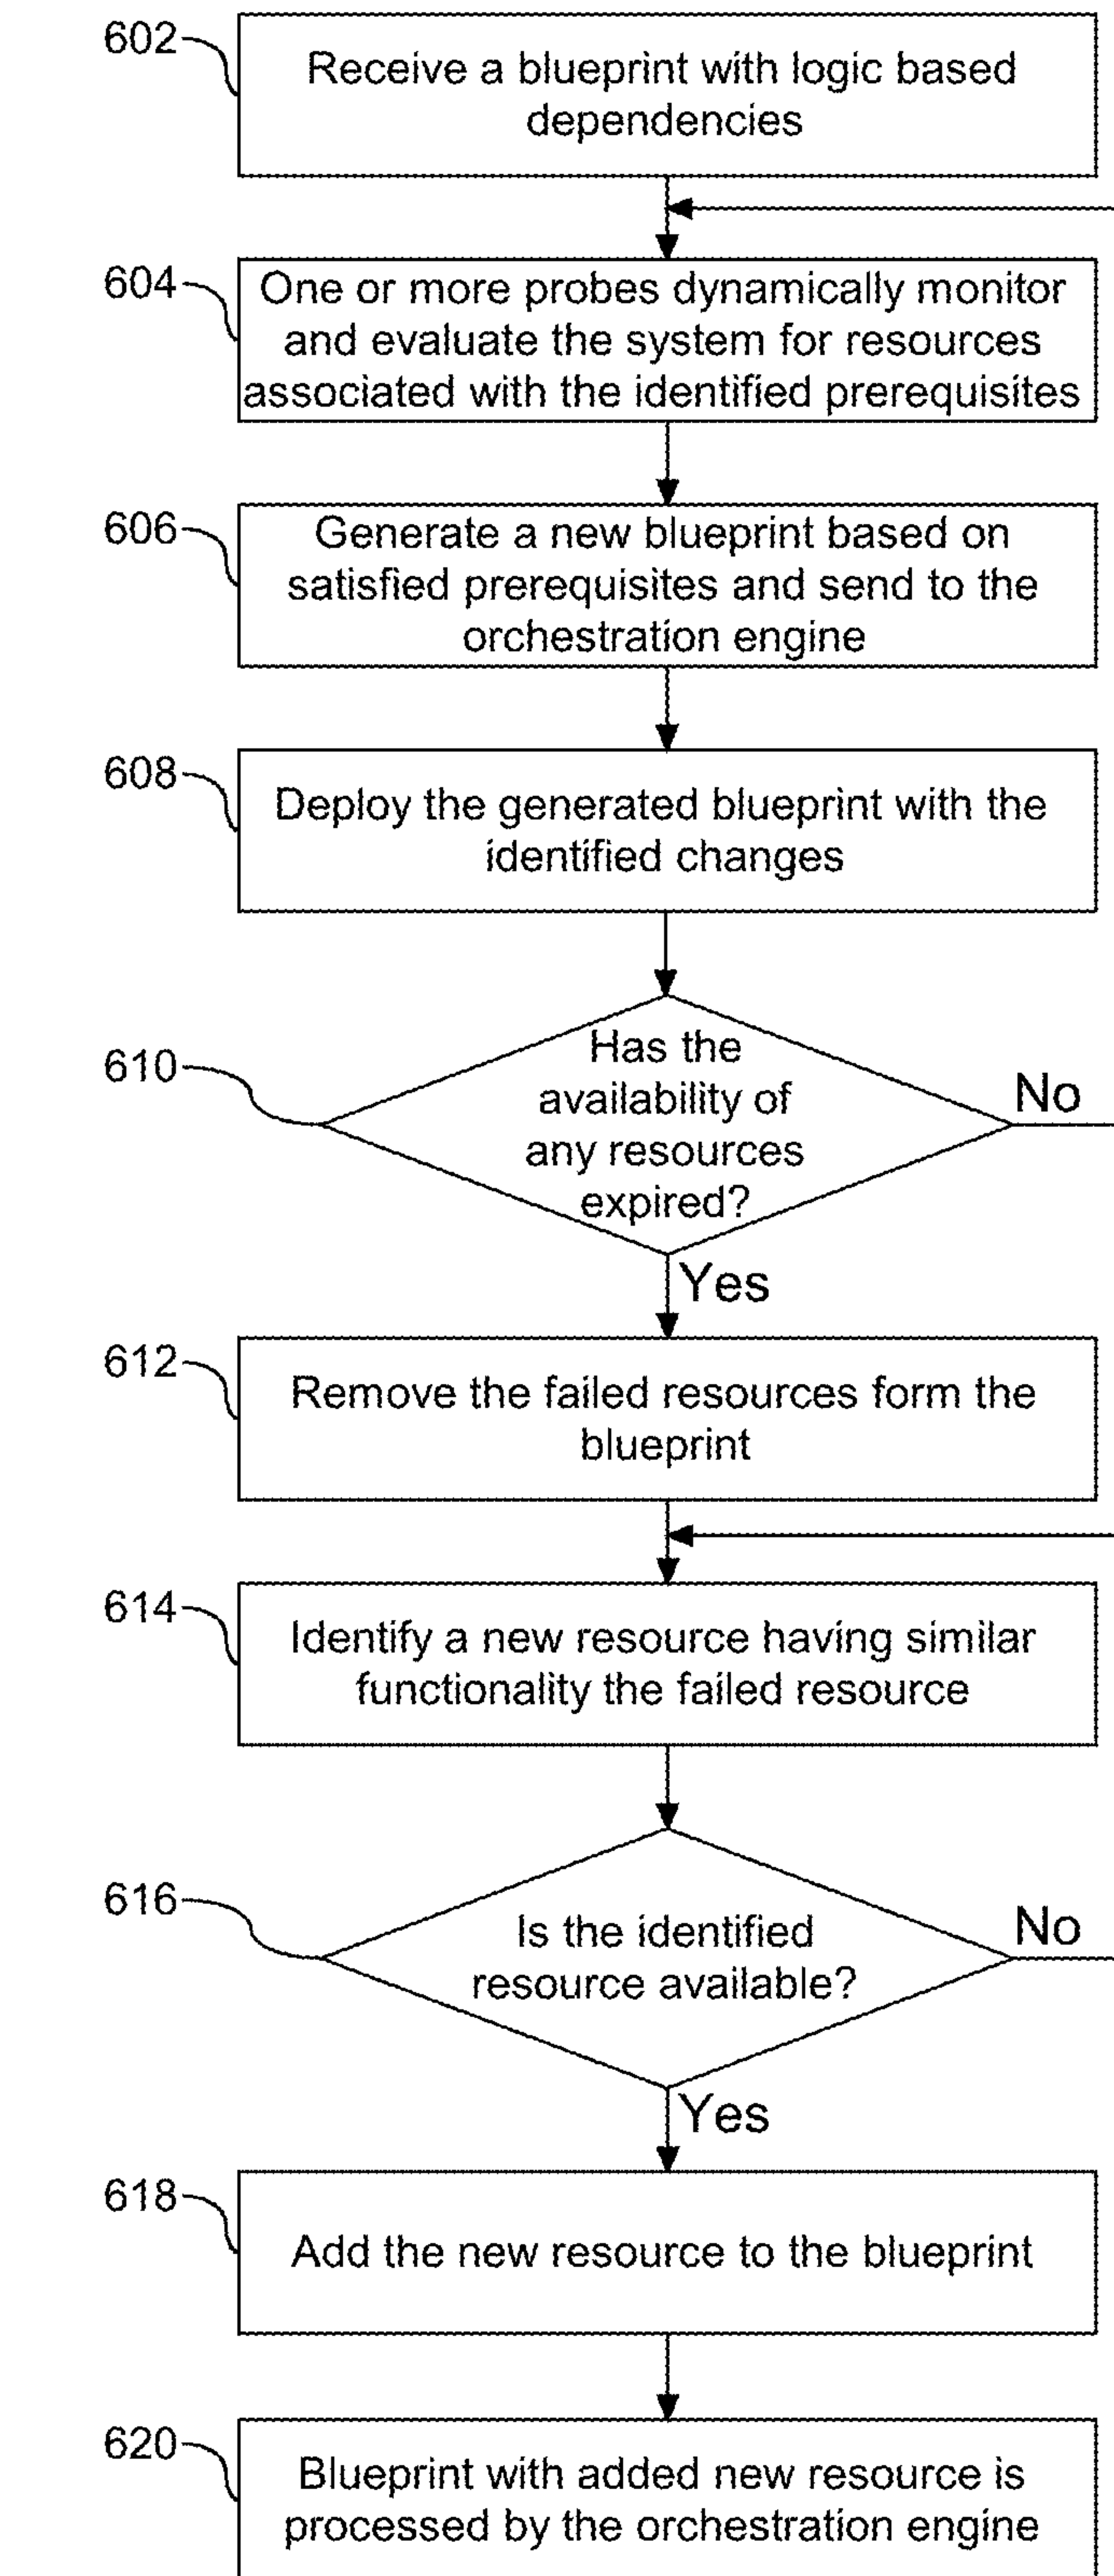 602
Receive a blueprint with logic based
dependencies
604
One or more probes dynamically monitor
and evaluate the system for resources
associated with the identified prerequisites
606
Generate a new blueprint based on
satisfied prerequisites and send to the
orchestration engine
608
Deploy the generated blueprint with the
identified changes
610
Has the
availability of
any resources
expired?
No
Yes
612
Remove the failed resources form the
blueprint
614
Identify a new resource having similar
functionality the failed resource
616
Is the identified
resource available?
No
Yes
618
Add the new resource to the blueprint
620
Blueprint with added new resource is
processed by the orchestration engine